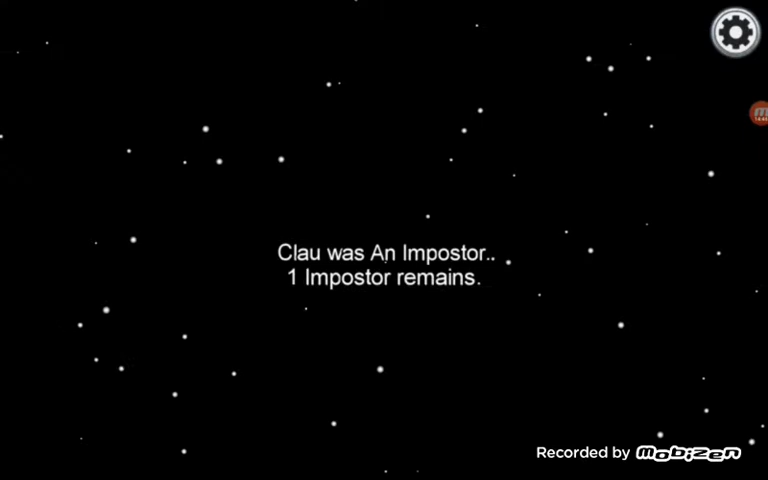 Clau was An Impostor..
1 Impostor remains.
Recorded by Mobizen